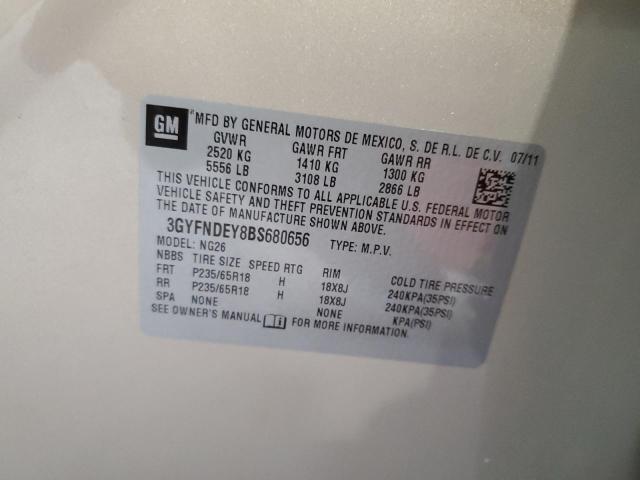 GM MFD BY GENERAL MOTORS DE MEXICO, S. DE R.L. DE C.V. 07/11
GVWR GAWR FRT GAWR RR
2520 KG 1410 KG 1300 KG
5556 LB 3108 LB 2866 LB
THIS VEHICLE CONFORMS TO ALL APPLICABLE U.S. FEDERAL MOTOR
VEHICLE SAFETY AND THEFT PREVENTION STANDARDS IN EFFECT ON
THE DATE OF MANUFACTURE SHOWN ABOVE.
3GYFNDEY8BS680656 TYPE: M.P.V.
MODEL: NG26
NBBS TIRE SIZE SPEED RTG RIM COLD TIRE PRESSURE
FRT P235/65R18 H 18X8J 240KPA(35PSI)
RR P235/65R18 H 18X8J 240KPA(35PSI)
SPA NONE NONE KPA(PSI)
SEE OWNER'S MANUAL FOR MORE INFORMATION.